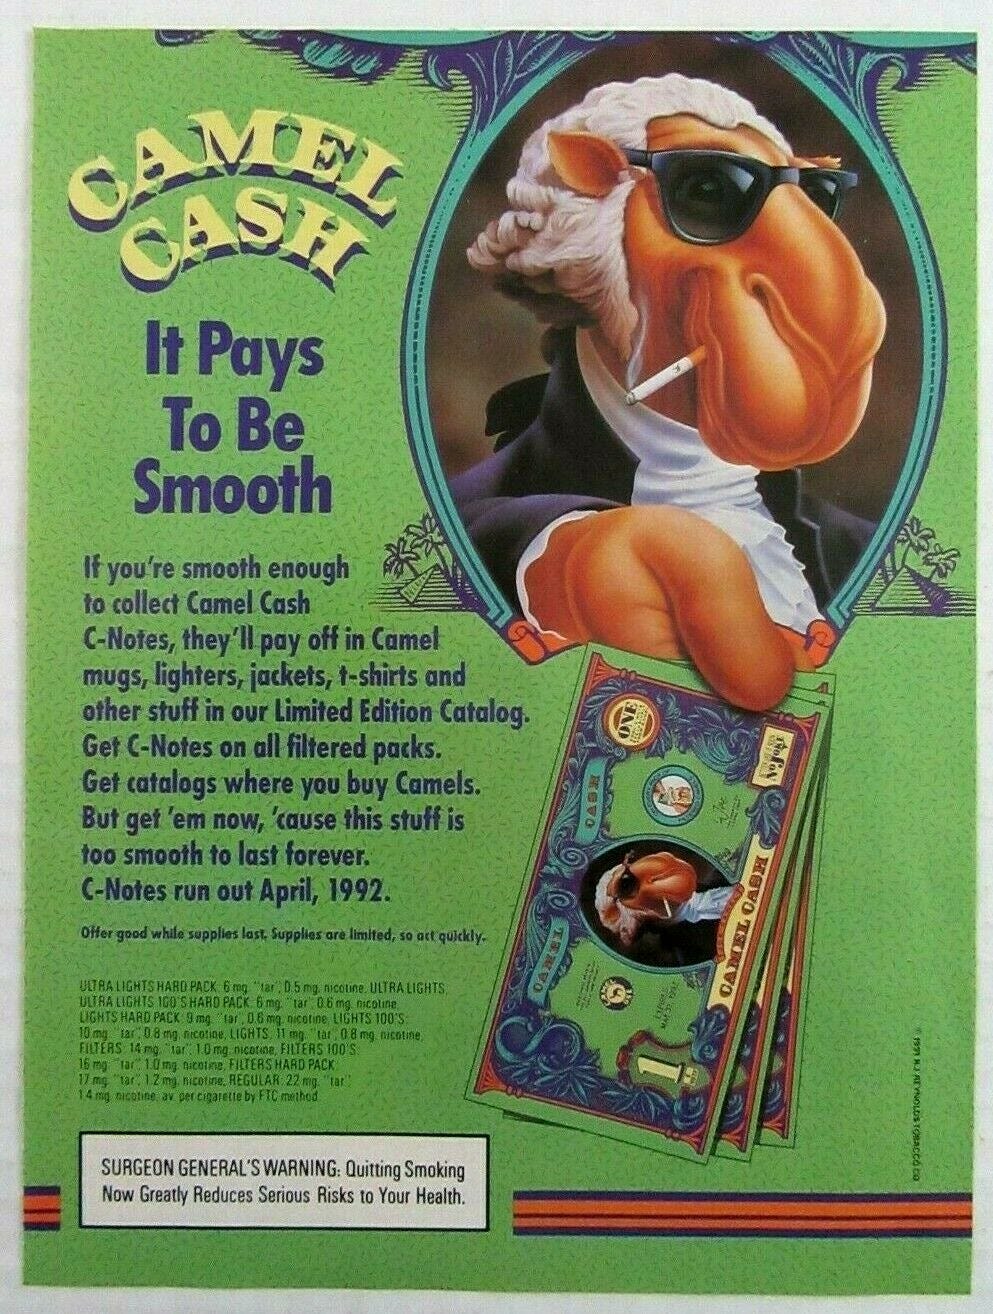 CAMEL
CASH
It Pays
To Be
Smooth
If you're smooth enough
to collect Camel Cash
C-Notes, they'll pay off in Camel
mugs, lighters, jackets, t-shirts and
other stuff in our Limited Edition Catalog.
Get C-Notes on all filtered packs.
Get catalogs where you buy Camels.
But get 'em now, 'cause this stuff is
too smooth to last forever.
C-Notes run out April, 1992.
Offer good while supplies last. Supplies are limited, so act quickly.
ULTRA LIGHTS HARD PACK: 6 mg. "tar", 0.5 mg. nicotine, ULTRA LIGHTS,
ULTRA LIGHTS 100'S HARD PACK: 6 mg. "tar", 0.6 mg. nicotine,
LIGHTS HARD PACK: 9 mg. "tar", 0.6 mg. nicotine, LIGHTS 100'S:
10 mg. "tar", 0.8 mg. nicotine, LIGHTS: 11 mg. "tar", 0.8 mg. nicotine,
FILTERS: 14 mg. "tar", 1.0 mg. nicotine, FILTERS 100'S:
16 mg. "tar", 1.0 mg. nicotine, FILTERS HARD PACK:
17 mg. "tar", 1.2 mg. nicotine, REGULAR: 22 mg. "tar",
1.4 mg. nicotine, av. per cigarette by FTC method.
SURGEON GENERAL'S WARNING: Quitting Smoking
Now Greatly Reduces Serious Risks to Your Health.
ONE
CASH
CAMEL
CAMEL CASH
1
© 1991 R.J. REYNOLDS TOBACCO CO.